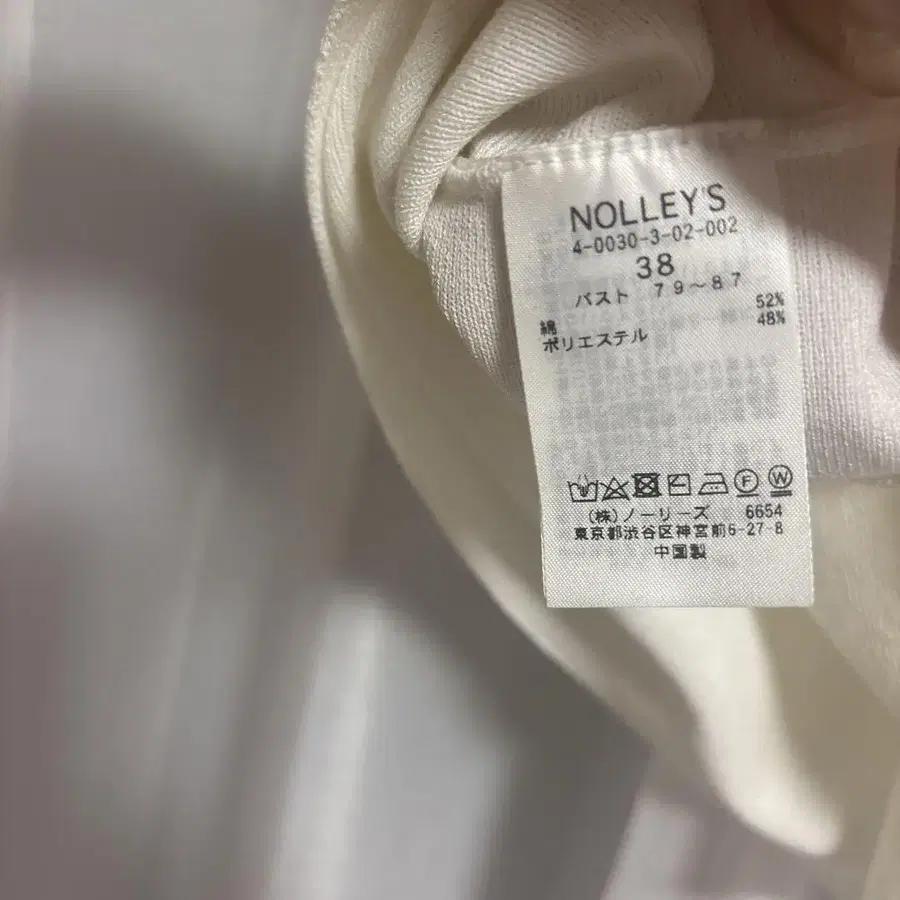 NOLLEY'S
4-0030-3-02-002
38
バスト 79~87
綿 52%
ポリエステル 48%
F W
(株)ノーリーズ 6654
東京都渋谷区神宮前6-27-8
中国製